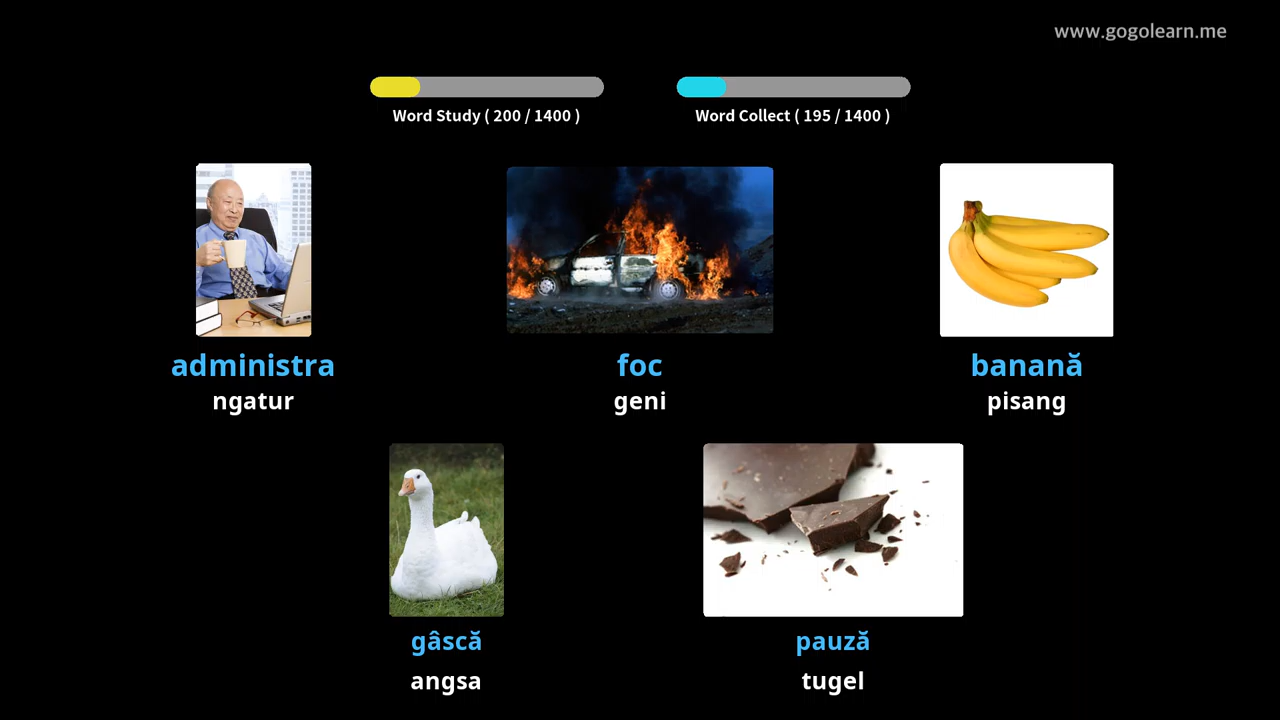 www.gogolearn.me
Word Study ( 200 / 1400 )
Word Collect ( 195 / 1400 )
administra
ngatur
foc
geni
banană
pisang
gâscă
angsa
pauză
tugel